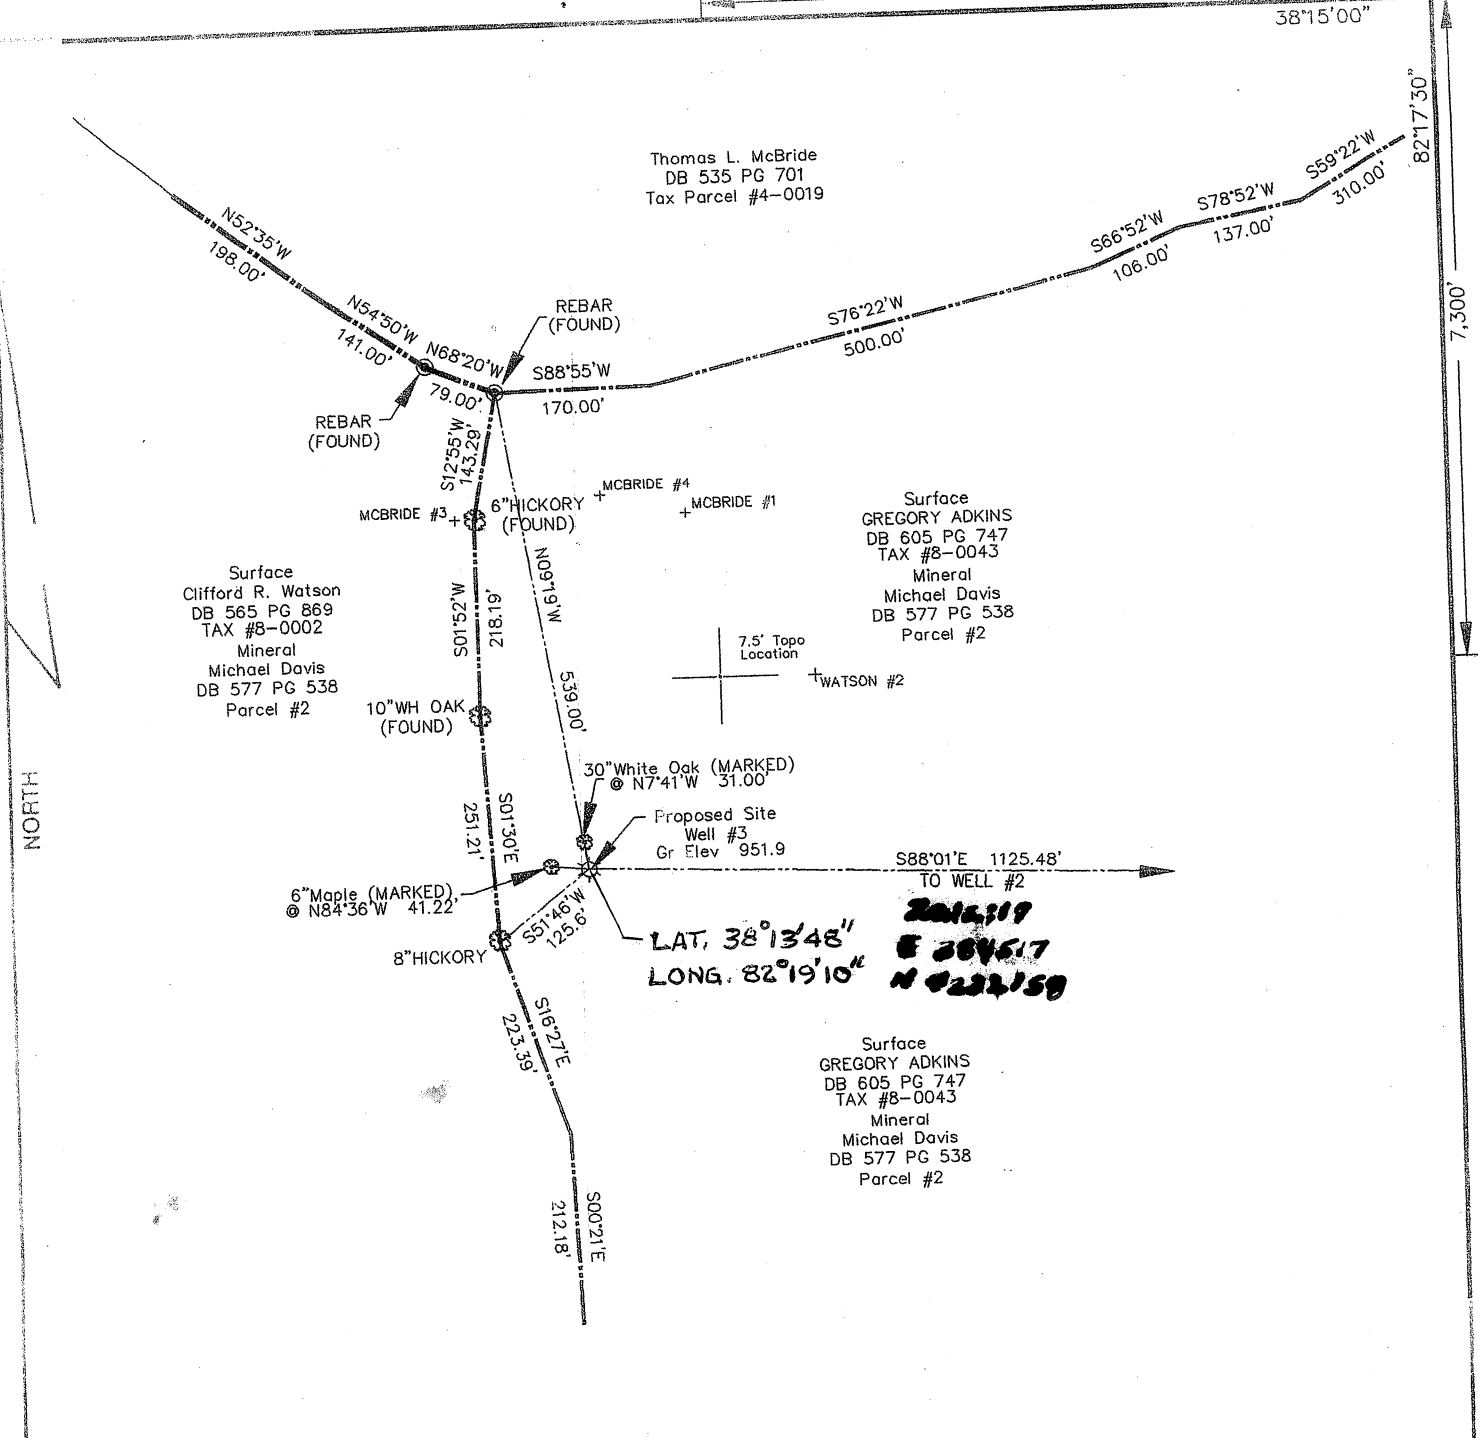 38°15'00"
82°17'30"
7,300'
Thomas L. McBride
DB 535 PG 701
Tax Parcel #4-0019
S59°22'W
310.00'
S78°52'W
137.00'
S66°52'W
106.00'
S76°22'W
500.00'
N52°35'W
198.00'
N54°50'W
141.00'
N68°20'W
79.00'
REBAR
(FOUND)
S88°55'W
170.00'
REBAR
(FOUND)
S12°55'W
143.29'
MCBRIDE #3
6"HICKORY
(FOUND)
MCBRIDE #4
MCBRIDE #1
Surface
GREGORY ADKINS
DB 605 PG 747
TAX #8-0043
Mineral
Michael Davis
DB 577 PG 538
Parcel #2
N09°19'W
539.00'
Surface
Clifford R. Watson
DB 565 PG 869
TAX #8-0002
Mineral
Michael Davis
DB 577 PG 538
Parcel #2
S01°52'W
218.19'
7.5' Topo
Location
WATSON #2
10"WH OAK
(FOUND)
30"White Oak (MARKED)
@ N7°41'W 31.00'
Proposed Site
Well #3
Gr Elev 951.9
NORTH
S01°30'E
251.21'
S88°01'E 1125.48'
TO WELL #2
6"Maple (MARKED),
@ N84°36'W 41.22'
S51°46'W
125.6'
8"HICKORY
LAT. 38°13'48"
LONG. 82°19'10"
S16°27'E
223.39'
Surface
GREGORY ADKINS
DB 605 PG 747
TAX #8-0043
Mineral
Michael Davis
DB 577 PG 538
Parcel #2
S00°21'E
212.18'